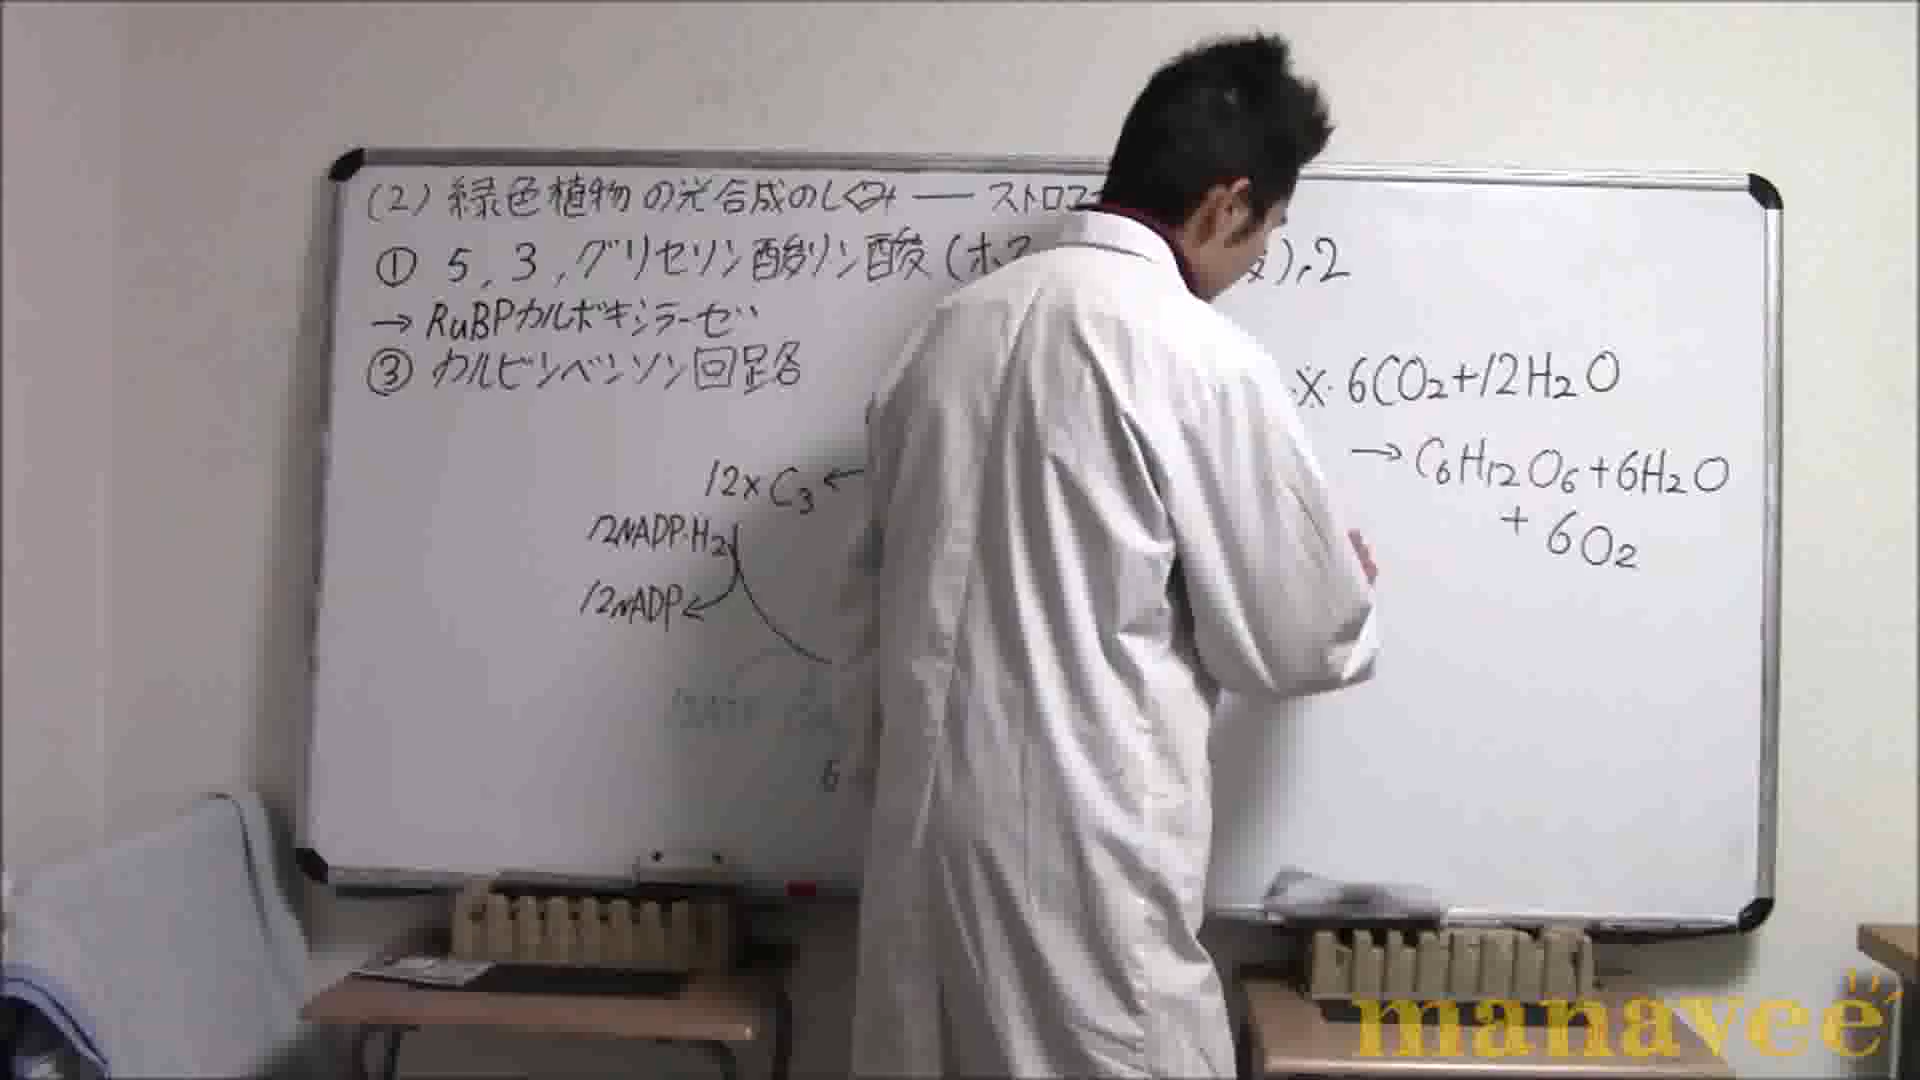 (2) 緑色植物の光合成のしくみ ― ストロマ
① 5, 3, グリセリン酸リン酸 (ホス
), 2
→ RuBPカルボキシラーゼ
③ カルビンベンソン回路
※ 6CO2+12H2O
→ C6H12O6+6H2O
+ 6O2
12×C3 ←
12NADP·H2
12NADP
6
manavee